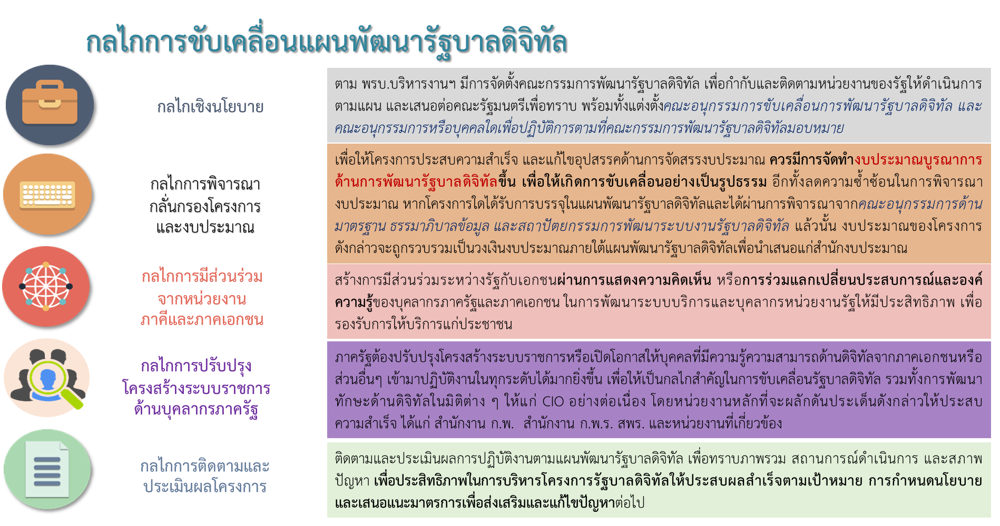 กลไกการขับเคลื่อนแผนพัฒนารัฐบาลดิจิทัล
กลไกเชิงนโยบาย
ตาม พรบ.บริหารงานฯ มีการจัดตั้งคณะกรรมการพัฒนารัฐบาลดิจิทัล เพื่อกำกับและติดตามหน่วยงานของรัฐให้ดำเนินการ
ตามแผน และเสนอต่อคณะรัฐมนตรีเพื่อทราบ พร้อมทั้งแต่งตั้งคณะอนุกรรมการขับเคลื่อนการพัฒนารัฐบาลดิจิทัล และ
คณะอนุกรรมการหรือบุคคลใดเพื่อปฏิบัติการตามที่คณะกรรมการพัฒนารัฐบาลดิจิทัลมอบหมาย
กลไกการพิจารณา
กลั่นกรองโครงการ
และงบประมาณ
เพื่อให้โครงการประสบความสำเร็จ และแก้ไขอุปสรรคด้านการจัดสรรงบประมาณ ควรมีการจัดทำงบประมาณบูรณาการ
ด้านการพัฒนารัฐบาลดิจิทัลขึ้น เพื่อให้เกิดการขับเคลื่อนอย่างเป็นรูปธรรม อีกทั้งลดความซ้ำซ้อนในการพิจารณา
งบประมาณ หากโครงการใดได้รับการบรรจุในแผนพัฒนารัฐบาลดิจิทัลและได้ผ่านการพิจารณาจากคณะอนุกรรมการด้าน
มาตรฐาน ธรรมาภิบาลข้อมูล และสถาปัตยกรรมการพัฒนาระบบงานรัฐบาลดิจิทัล แล้วนั้น งบประมาณของโครงการ
ดังกล่าวจะถูกรวบรวมเป็นวงเงินงบประมาณภายใต้แผนพัฒนารัฐบาลดิจิทัลเพื่อนำเสนอแก่สำนักงบประมาณ
กลไกการมีส่วนร่วม
จากหน่วยงาน
ภาคีและภาคเอกชน
สร้างการมีส่วนร่วมระหว่างรัฐกับเอกชนผ่านการแสดงความคิดเห็น หรือการร่วมแลกเปลี่ยนประสบการณ์และองค์
ความรู้ของบุคลากรภาครัฐและภาคเอกชน ในการพัฒนาระบบบริการและบุคลากรหน่วยงานรัฐให้มีประสิทธิภาพ เพื่อ
รองรับการให้บริการแก่ประชาชน
กลไกการปรับปรุง
โครงสร้างระบบราชการ
ด้านบุคลากรภาครัฐ
ภาครัฐต้องปรับปรุงโครงสร้างระบบราชการหรือเปิดโอกาสให้บุคคลที่มีความรู้ความสามารถด้านดิจิทัลจากภาคเอกชนหรือ
ส่วนอื่นๆ เข้ามาปฏิบัติงานในทุกระดับได้มากยิ่งขึ้น เพื่อให้เป็นกลไกสำคัญในการขับเคลื่อนรัฐบาลดิจิทัล รวมทั้งการพัฒนา
ทักษะด้านดิจิทัลในมิติต่าง ๆ ให้แก่ CIO อย่างต่อเนื่อง โดยหน่วยงานหลักที่จะผลักดันประเด็นดังกล่าวให้ประสบ
ความสำเร็จ ได้แก่ สำนักงาน ก.พ. สำนักงาน ก.พ.ร. สพร. และหน่วยงานที่เกี่ยวข้อง
กลไกการติดตามและ
ประเมินผลโครงการ
ติดตามและประเมินผลการปฏิบัติงานตามแผนพัฒนารัฐบาลดิจิทัล เพื่อทราบภาพรวม สถานการณ์ดำเนินการ และสภาพ
ปัญหา เพื่อประสิทธิภาพในการบริหารโครงการรัฐบาลดิจิทัลให้ประสบผลสำเร็จตามเป้าหมาย การกำหนดนโยบาย
และเสนอแนะมาตรการเพื่อส่งเสริมและแก้ไขปัญหาต่อไป